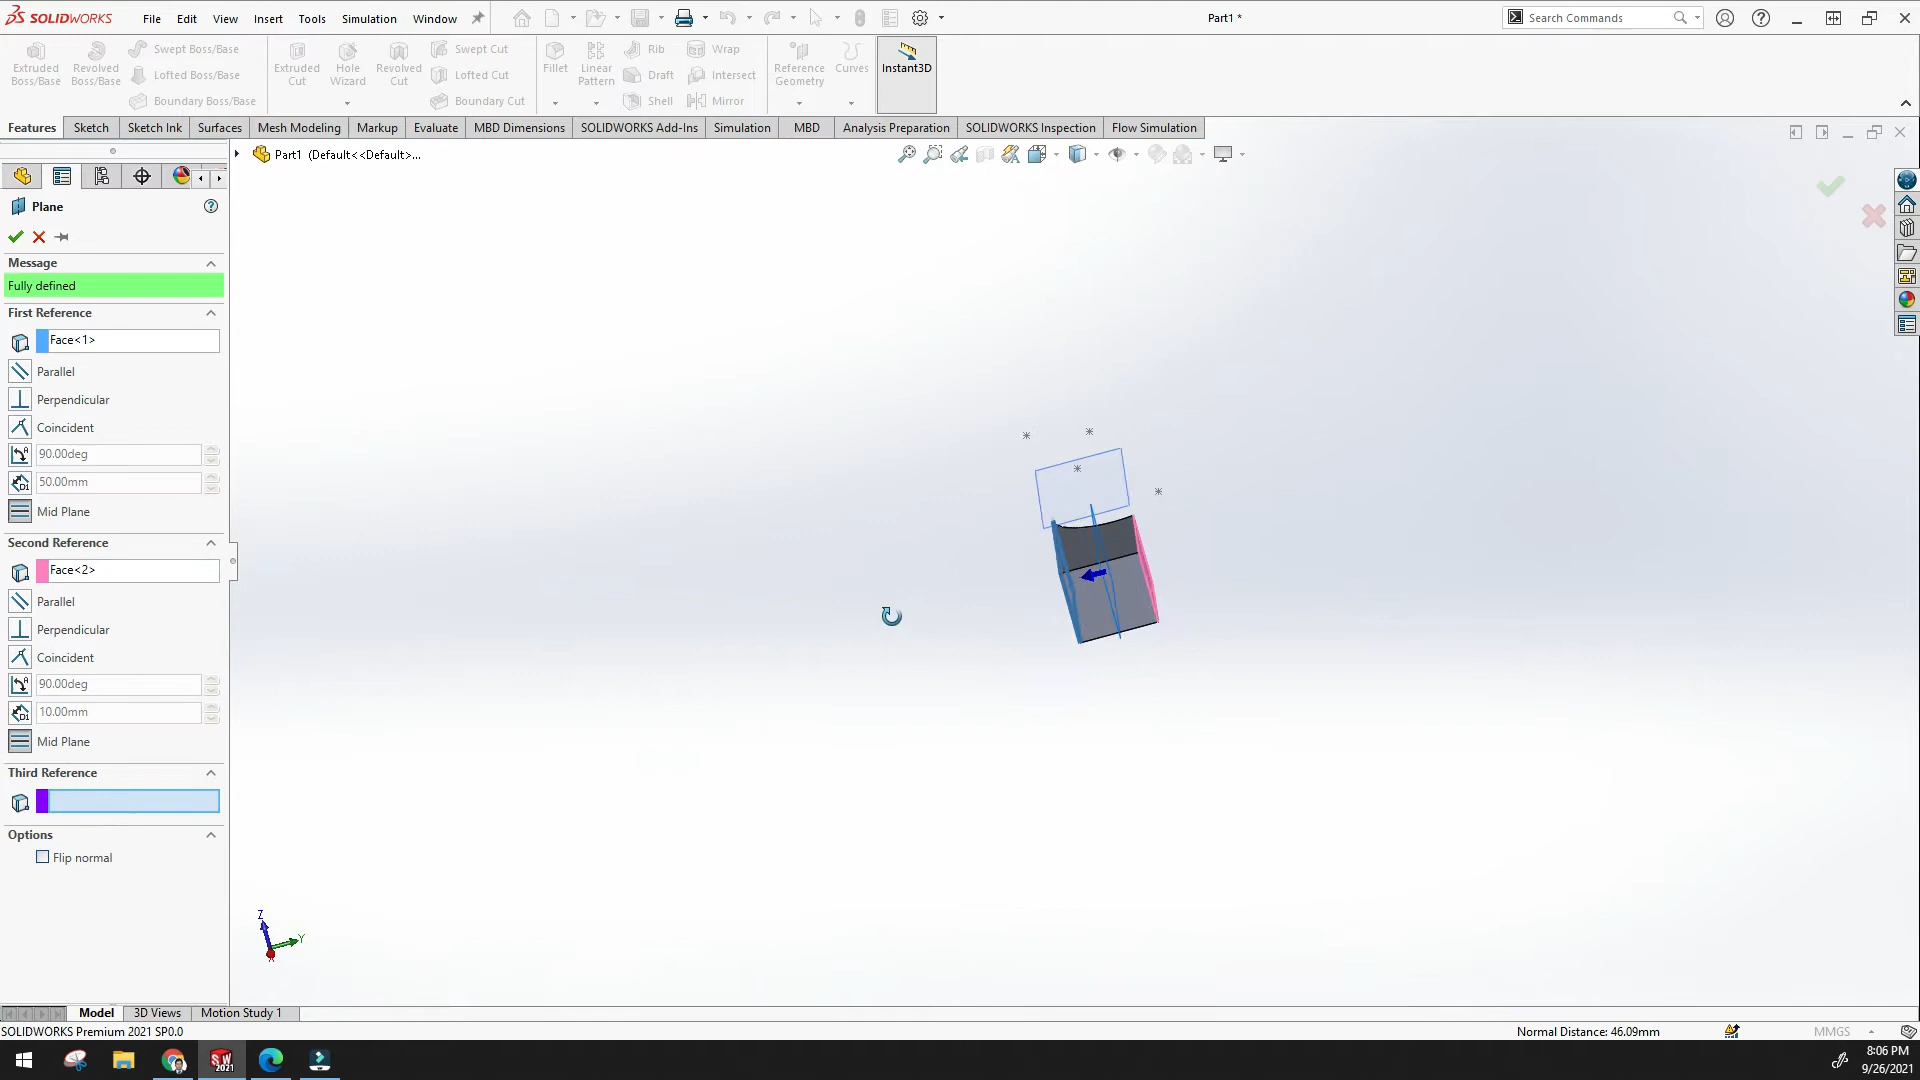 SOLIDWORKS File Edit View Insert Tools Simulation Window Part1 * Search Commands
Extruded Boss/Base
Revolved Boss/Base
Swept Boss/Base
Lofted Boss/Base
Boundary Boss/Base
Extruded Cut
Hole Wizard
Revolved Cut
Swept Cut
Lofted Cut
Boundary Cut
Fillet
Linear Pattern
Rib
Draft
Shell
Wrap
Intersect
Mirror
Reference Geometry
Curves
Instant3D
Features Sketch Sketch Ink Surfaces Mesh Modeling Markup Evaluate MBD Dimensions SOLIDWORKS Add-Ins Simulation MBD Analysis Preparation SOLIDWORKS Inspection Flow Simulation
Part1 (Default<<Default>...
Plane
Message
Fully defined
First Reference
Face<1>
Parallel
Perpendicular
Coincident
90.00deg
50.00mm
Mid Plane
Second Reference
Face<2>
Parallel
Perpendicular
Coincident
90.00deg
10.00mm
Mid Plane
Third Reference
Options
Flip normal
Z
Y
X
Model 3D Views Motion Study 1
SOLIDWORKS Premium 2021 SP0.0 Normal Distance: 46.09mm MMGS
SW 2021
8:06 PM
9/26/2021